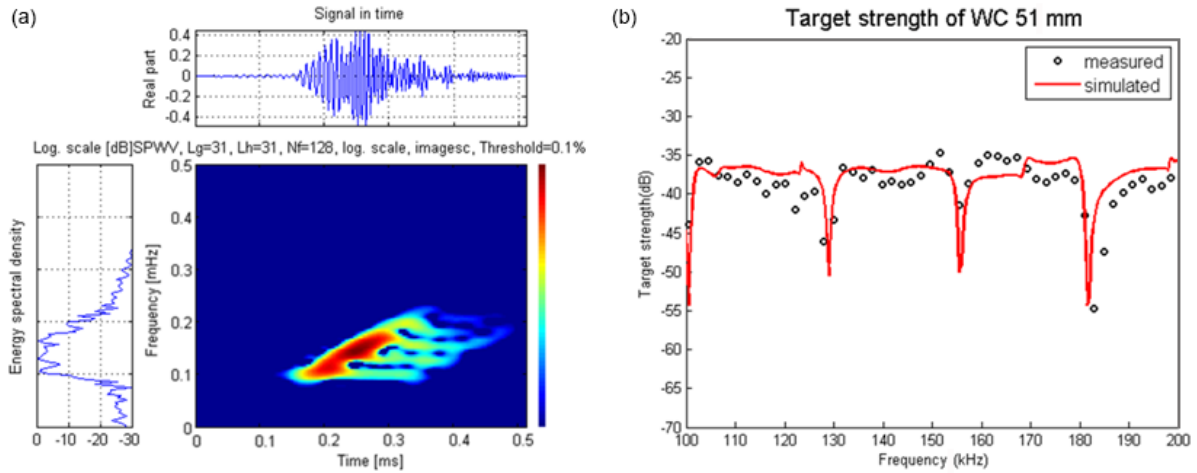 (a)
Signal in time
Real part
0.4
0.2
0
-0.2
-0.4
Log. scale [dB]SPWV, Lg=31, Lh=31, Nf=128, log. scale, imagesc, Threshold=0.1%
Energy spectral density
0 -10 -20 -30
Frequency [mHz]
0.5
0.4
0.3
0.2
0.1
0
0 0.1 0.2 0.3 0.4 0.5
Time [ms]
(b)
Target strength of WC 51 mm
measured
simulated
Target strength(dB)
-20
-25
-30
-35
-40
-45
-50
-55
-60
-65
-70
100 110 120 130 140 150 160 170 180 190 200
Frequency (kHz)